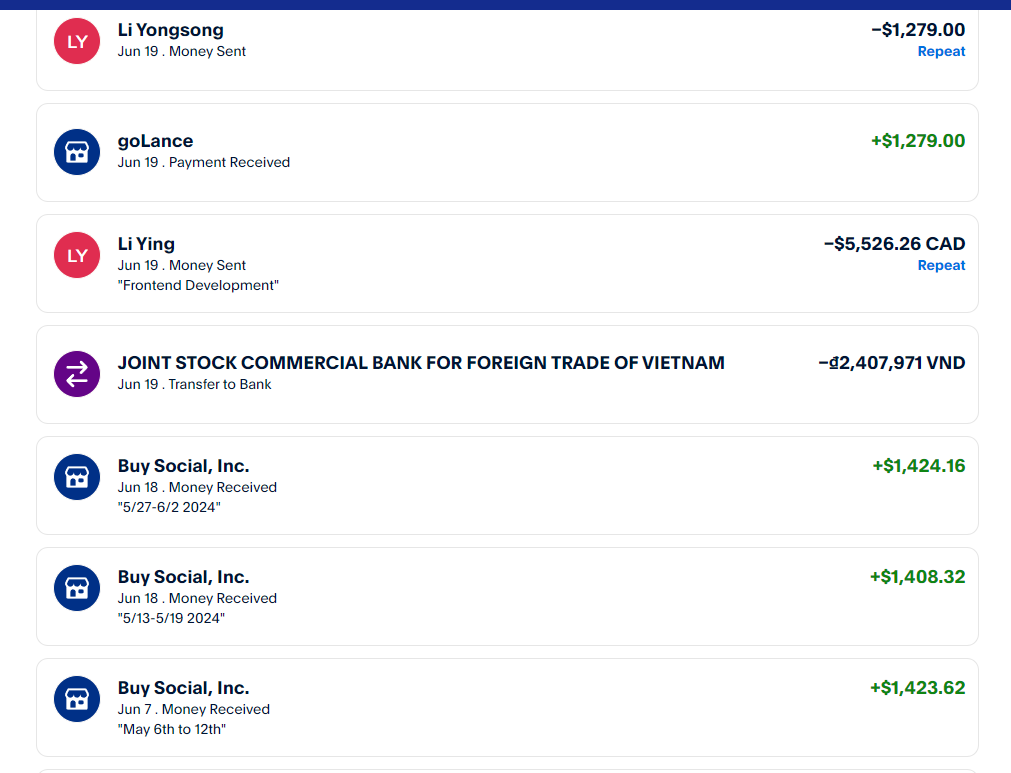 LY
Li Yongsong
−$1,279.00
Jun 19 . Money Sent
Repeat
goLance
+$1,279.00
Jun 19 . Payment Received
LY
Li Ying
−$5,526.26 CAD
Jun 19 . Money Sent
Repeat
"Frontend Development"
JOINT STOCK COMMERCIAL BANK FOR FOREIGN TRADE OF VIETNAM
−₫2,407,971 VND
Jun 19 . Transfer to Bank
Buy Social, Inc.
+$1,424.16
Jun 18 . Money Received
"5/27-6/2 2024"
Buy Social, Inc.
+$1,408.32
Jun 18 . Money Received
"5/13-5/19 2024"
Buy Social, Inc.
+$1,423.62
Jun 7 . Money Received
"May 6th to 12th"